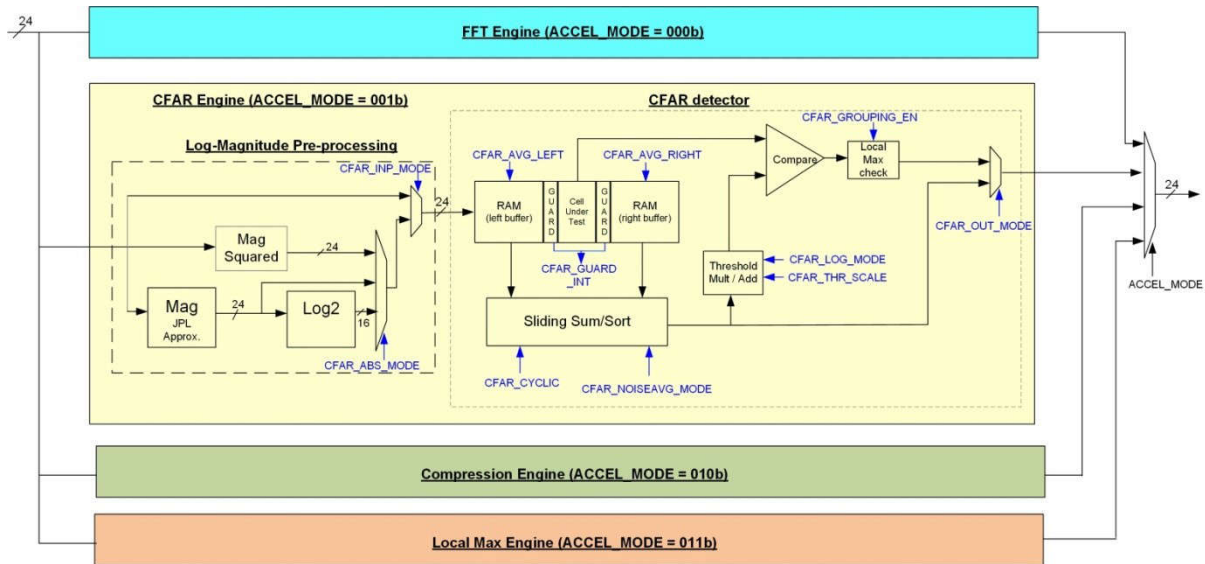 24
FFT Engine (ACCEL_MODE = 000b)
CFAR Engine (ACCEL_MODE = 001b)
CFAR detector
CFAR_GROUPING_EN
Log-Magnitude Pre-processing
CFAR_INP_MODE
CFAR_AVG_LEFT
CFAR_AVG_RIGHT
Compare
Local
Max
check
24
RAM
(left buffer)
GUARD
Cell
Under
Test
GUARD
RAM
(right buffer)
24
CFAR_OUT_MODE
Mag
Squared
24
CFAR_GUARD
_INT
Threshold
Mult / Add
CFAR_LOG_MODE
CFAR_THR_SCALE
ACCEL_MODE
Mag
JPL
Approx.
24
Log2
16
Sliding Sum/Sort
CFAR_ABS_MODE
CFAR_CYCLIC
CFAR_NOISEAVG_MODE
Compression Engine (ACCEL_MODE = 010b)
Local Max Engine (ACCEL_MODE = 011b)